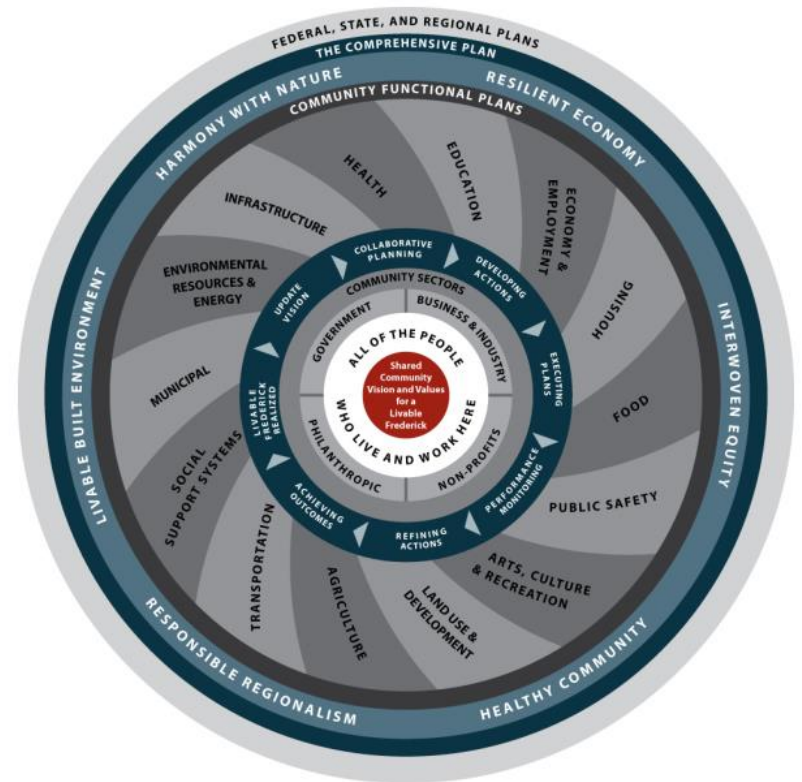 FEDERAL, STATE, AND REGIONAL PLANS
THE COMPREHENSIVE PLAN
HARMONY WITH NATURE
RESILIENT ECONOMY
INTERWOVEN EQUITY
HEALTHY COMMUNITY
RESPONSIBLE REGIONALISM
LIVABLE BUILT ENVIRONMENT
COMMUNITY FUNCTIONAL PLANS
HEALTH
EDUCATION
ECONOMY &
EMPLOYMENT
HOUSING
FOOD
PUBLIC SAFETY
ARTS, CULTURE
& RECREATION
LAND USE &
DEVELOPMENT
AGRICULTURE
TRANSPORTATION
SOCIAL
SUPPORT SYSTEMS
MUNICIPAL
ENVIRONMENTAL
RESOURCES &
ENERGY
INFRASTRUCTURE
COLLABORATIVE
PLANNING
DEVELOPING
ACTIONS
EXECUTING
PLANS
PERFORMANCE
MONITORING
REFINING
ACTIONS
ACHIEVING
OUTCOMES
LIVABLE
FREDERICK
REALIZED
UPDATE
VISION
COMMUNITY SECTORS
GOVERNMENT
BUSINESS & INDUSTRY
NON-PROFITS
PHILANTHROPIC
ALL OF THE PEOPLE
WHO LIVE AND WORK HERE
Shared
Community
Vision and Values
for a
Livable
Frederick